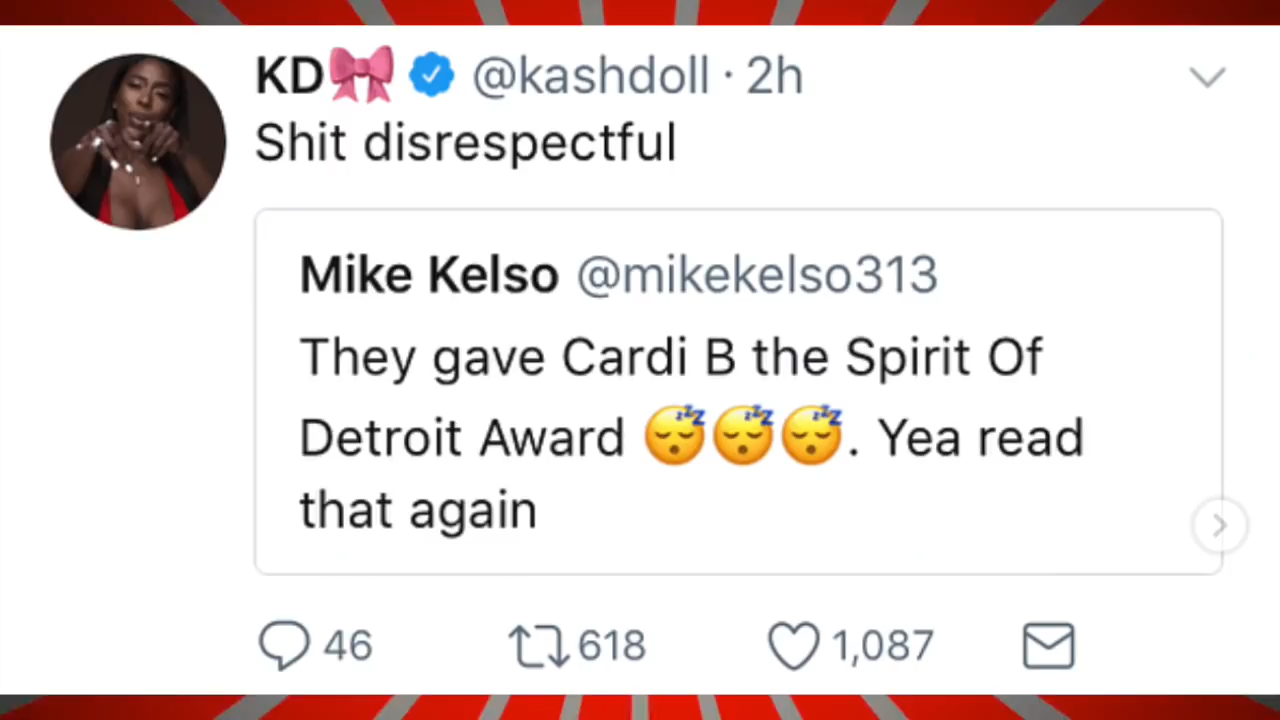 KD🎀 @kashdoll · 2h
Shit disrespectful
Mike Kelso @mikekelso313
They gave Cardi B the Spirit Of
Detroit Award 😴😴😴. Yea read
that again
46 618 1,087